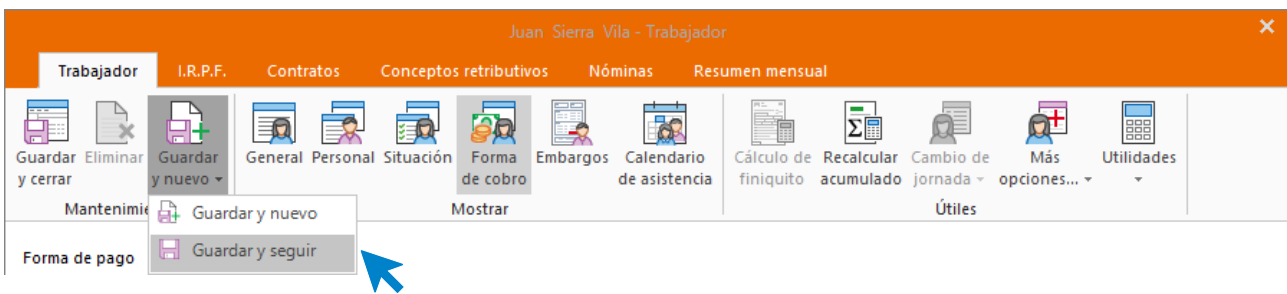 Juan Sierra Vila - Trabajador
Trabajador I.R.P.F. Contratos Conceptos retributivos Nóminas Resumen mensual
Guardar y cerrar
Eliminar
Guardar y nuevo
General
Personal
Situación
Forma de cobro
Embargos
Calendario de asistencia
Cálculo de finiquito
Recalcular acumulado
Cambio de jornada
Más opciones...
Utilidades
Mantenimie
Mostrar
Útiles
Guardar y nuevo
Guardar y seguir
Forma de pago